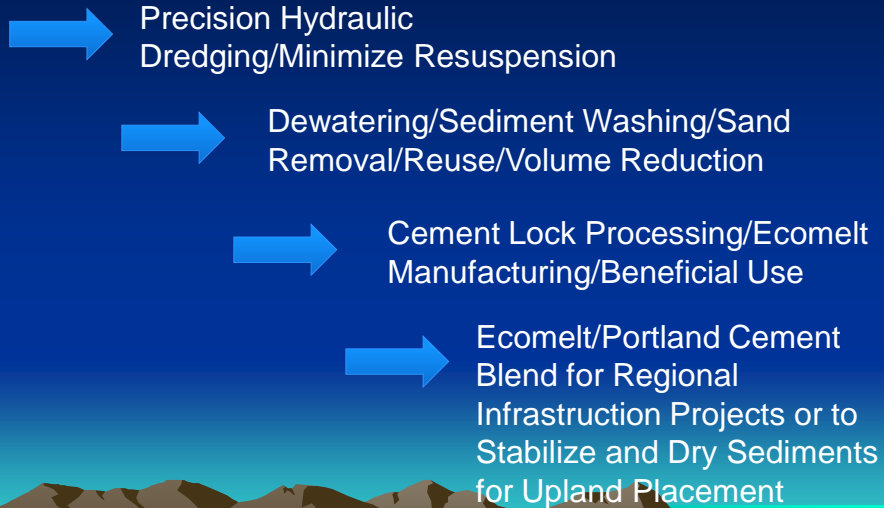 Precision Hydraulic
Dredging/Minimize Resuspension
Dewatering/Sediment Washing/Sand
Removal/Reuse/Volume Reduction
Cement Lock Processing/Ecomelt
Manufacturing/Beneficial Use
Ecomelt/Portland Cement
Blend for Regional
Infrastruction Projects or to
Stabilize and Dry Sediments
for Upland Placement